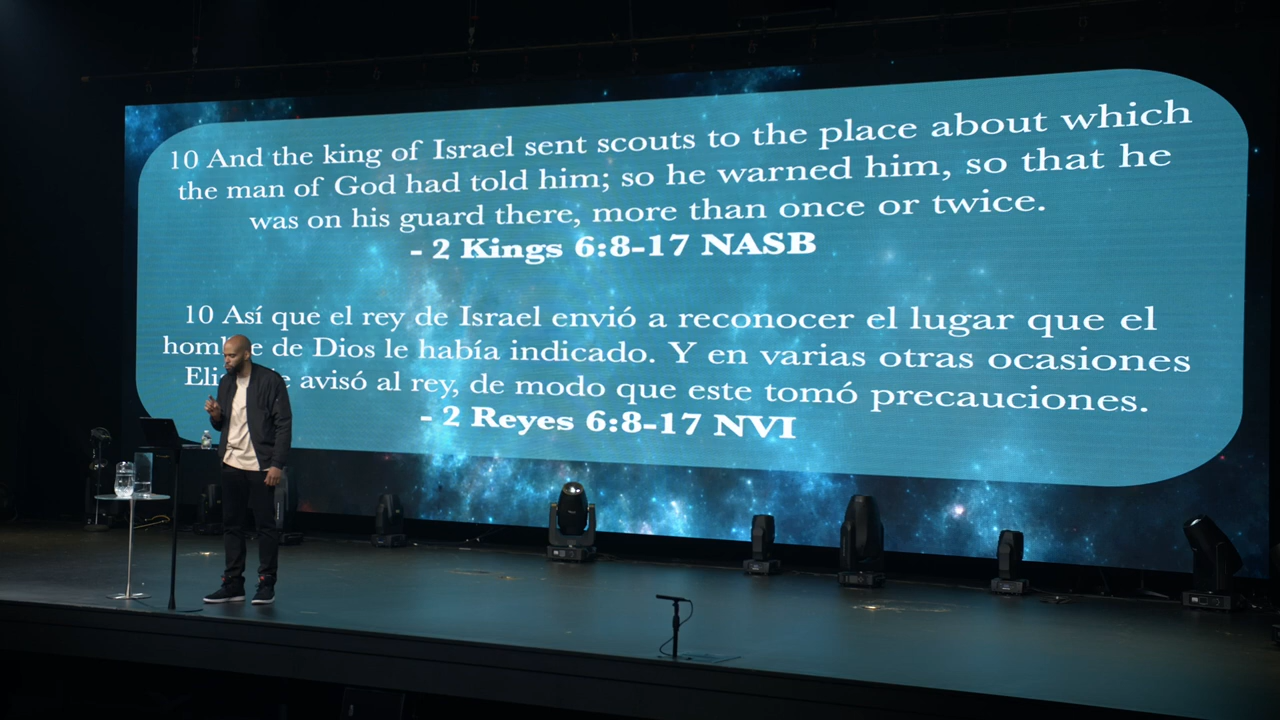 10 And the king of Israel sent scouts to the place about which
the man of God had told him; so he warned him, so that he
was on his guard there, more than once or twice.
- 2 Kings 6:8-17 NASB
10 Así que el rey de Israel envió a reconocer el lugar que el
hombre de Dios le había indicado. Y en varias otras ocasiones
avisó al rey, de modo que este tomó precauciones.
- 2 Reyes 6:8-17 NVI